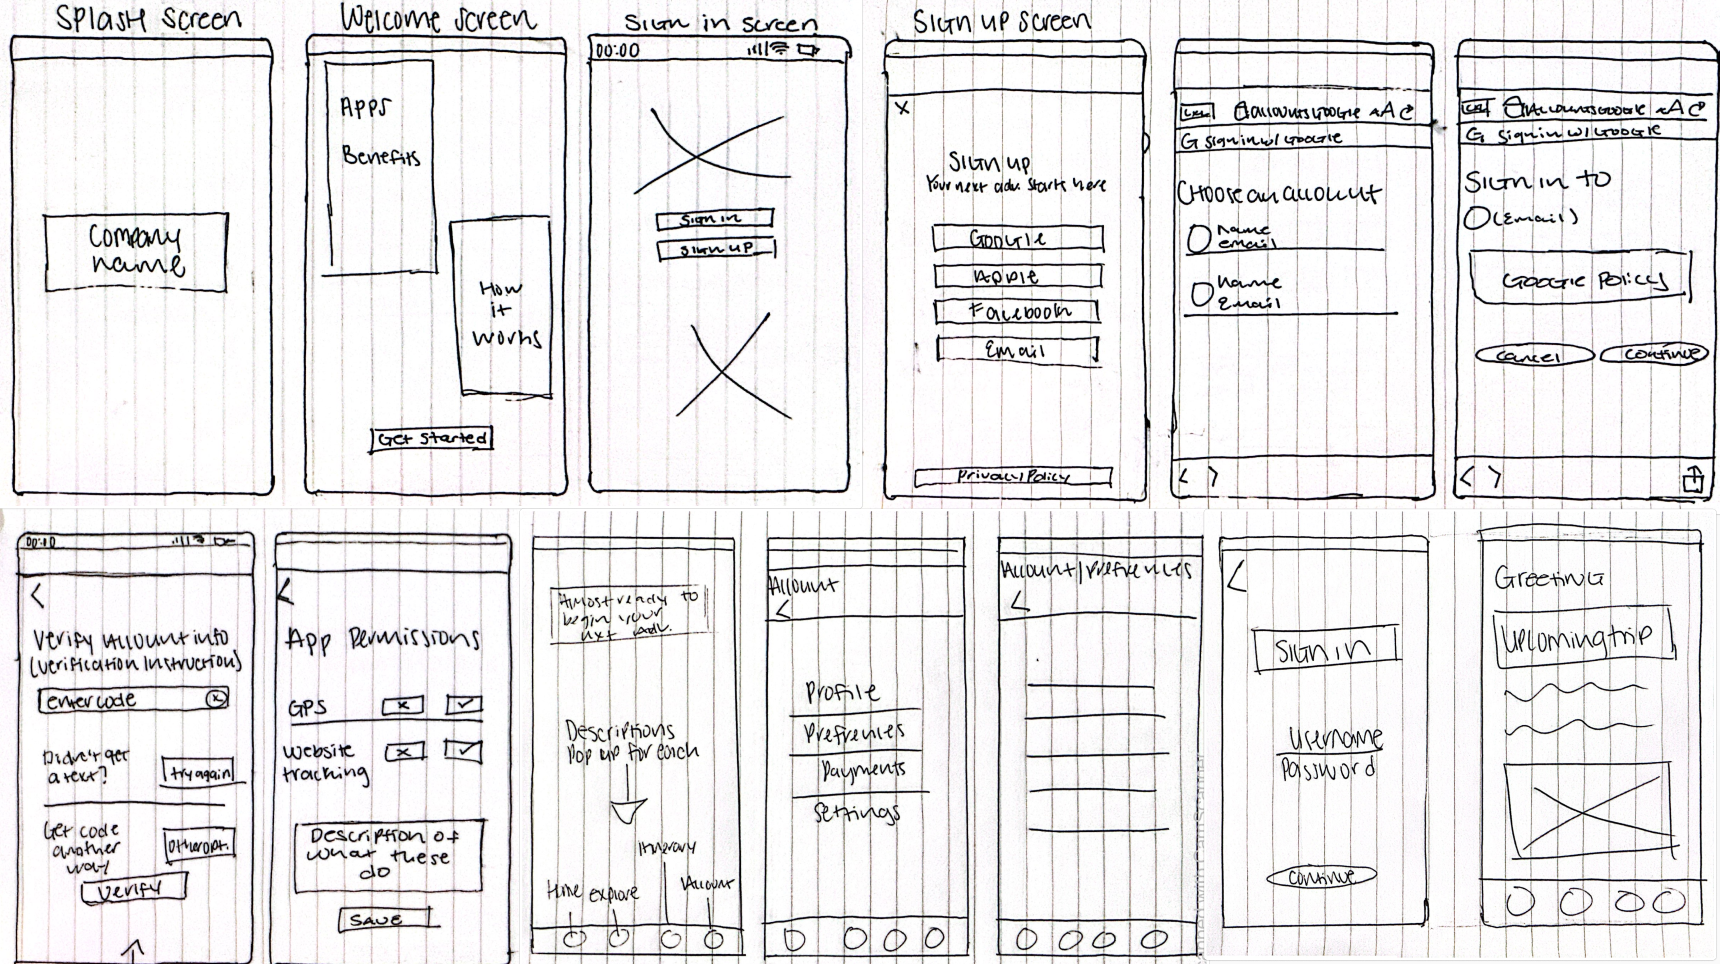 Splash Screen
Company
name
Welcome Screen
Apps
Benefits
How
it
works
Get Started
Sign in screen
00:00
Sign in
Sign up
Sign up screen
X
Sign up
Your next adv. starts here
Google
Apple
Facebook
Email
Privacy Policy
accountsgoogle AA
G sign in w/ Google
Choose an account
name
email
name
Email
< >
accountsgoogle AA
G sign in w/ Google
Sign in to
(Email)
Google Policy
cancel
continue
< >
00:00
<
Verify account info
(verification instruction)
enter code
x
Didn't get
a text?
try again
Get code
another
way
other opt.
verify
<
App Permissions
GPS
x
Website
tracking
x
Description of
what these
do
SAVE
Almost ready to
begin your
next adv.
Descriptions
Pop up for each
Home
explore
Itinerary
Account
Account
<
Profile
Prefrences
Payments
Settings
Account/Prefrences
<
<
Sign in
Username
Password
continue
Greeting
Upcoming trip